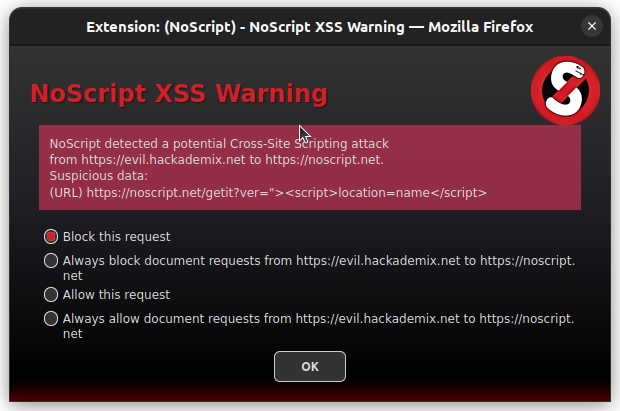 Extension: (NoScript) - NoScript XSS Warning — Mozilla Firefox
NoScript XSS Warning
NoScript detected a potential Cross-Site Scripting attack
from https://evil.hackademix.net to https://noscript.net.
Suspicious data:
(URL) https://noscript.net/getit?ver="><script>location=name</script>
Block this request
Always block document requests from https://evil.hackademix.net to https://noscript.
net
Allow this request
Always allow document requests from https://evil.hackademix.net to https://noscript.
net
OK